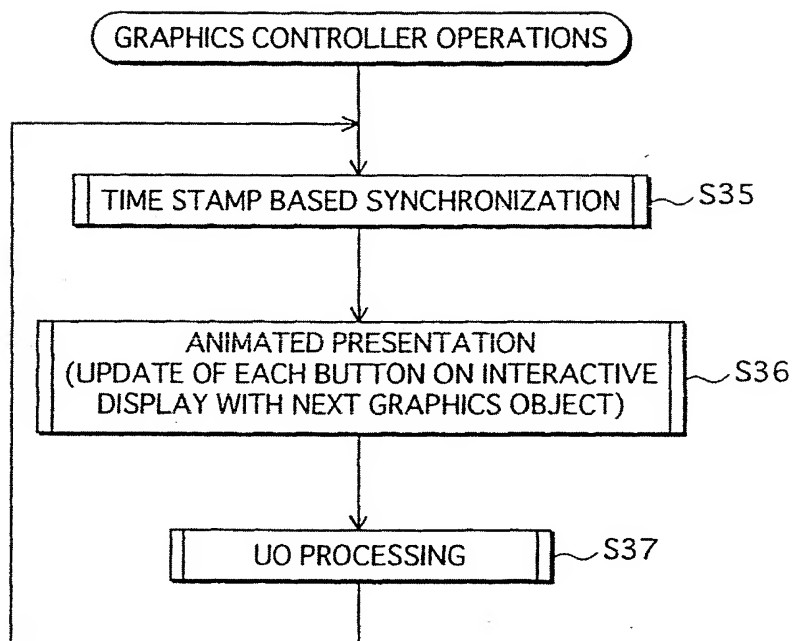 GRAPHICS CONTROLLER OPERATIONS
TIME STAMP BASED SYNCHRONIZATION
S35
ANIMATED PRESENTATION
(UPDATE OF EACH BUTTON ON INTERACTIVE
DISPLAY WITH NEXT GRAPHICS OBJECT)
S36
UO PROCESSING
S37